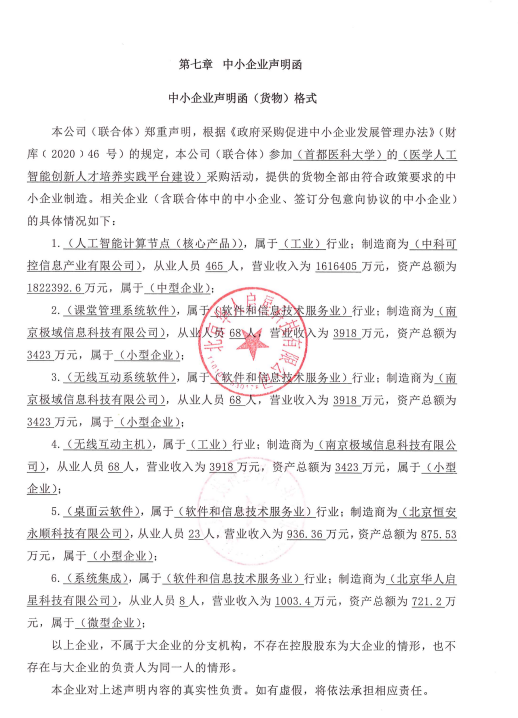 第七章 中小企业声明函
中小企业声明函（货物）格式
本公司（联合体）郑重声明，根据《政府采购促进中小企业发展管理办法》（财
库﹝2020﹞46 号）的规定，本公司（联合体）参加（首都医科大学）的（医学人工
智能创新人才培养实践平台建设）采购活动，提供的货物全部由符合政策要求的中
小企业制造。相关企业（含联合体中的中小企业、签订分包意向协议的中小企业）
的具体情况如下：
1.（人工智能计算节点（核心产品）），属于（工业）行业；制造商为（中科可
控信息产业有限公司），从业人员 465 人，营业收入为 1616405 万元，资产总额为
1822392.6 万元，属于（中型企业）；
2.（课堂管理系统软件），属于（软件和信息技术服务业）行业；制造商为（南
京极域信息科技有限公司），从业人员 68 人，营业收入为 3918 万元，资产总额为
3423 万元，属于（小型企业）；
3.（无线互动系统软件），属于（软件和信息技术服务业）行业；制造商为（南
京极域信息科技有限公司），从业人员 68 人，营业收入为 3918 万元，资产总额为
3423 万元，属于（小型企业）；
4.（无线互动主机），属于（工业）行业；制造商为（南京极域信息科技有限公
司），从业人员 68 人，营业收入为 3918 万元，资产总额为 3423 万元，属于（小型
企业）；
5.（桌面云软件），属于（软件和信息技术服务业）行业；制造商为（北京恒安
永顺科技有限公司），从业人员 23 人，营业收入为 936.36 万元，资产总额为 875.53
万元，属于（小型企业）；
6.（系统集成），属于（软件和信息技术服务业）行业；制造商为（北京华人启
星科技有限公司），从业人员 8 人，营业收入为 1003.4 万元，资产总额为 721.2 万
元，属于（微型企业）；
以上企业，不属于大企业的分支机构，不存在控股股东为大企业的情形，也不
存在与大企业的负责人为同一人的情形。
本企业对上述声明内容的真实性负责。如有虚假，将依法承担相应责任。
北京华人启星科技有限公司